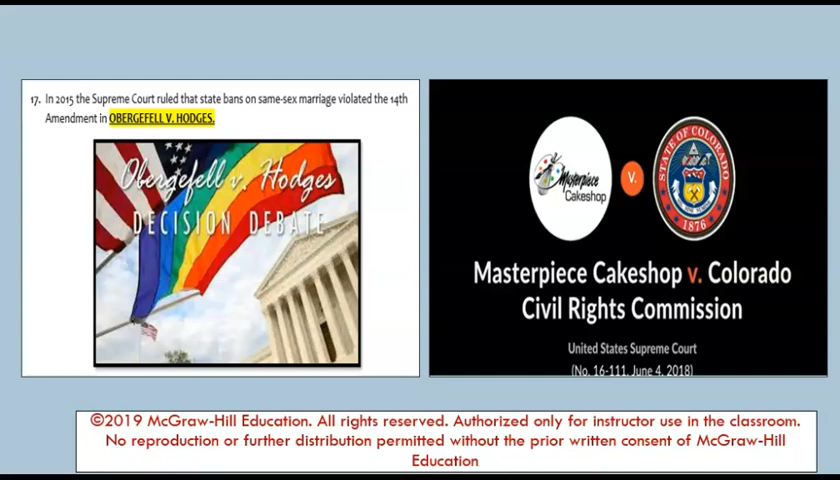 17. In 2015 the Supreme Court ruled that state bans on same-sex marriage violated the 14th
Amendment in OBERGEFELL V. HODGES.
Obergefell v. Hodges
DECISION DEBATE
Masterpiece
Cakeshop
v.
STATE OF COLORADO
1876
Masterpiece Cakeshop v. Colorado
Civil Rights Commission
United States Supreme Court
(No. 16-111, June 4, 2018)
©2019 McGraw-Hill Education. All rights reserved. Authorized only for instructor use in the classroom.
No reproduction or further distribution permitted without the prior written consent of McGraw-Hill
Education